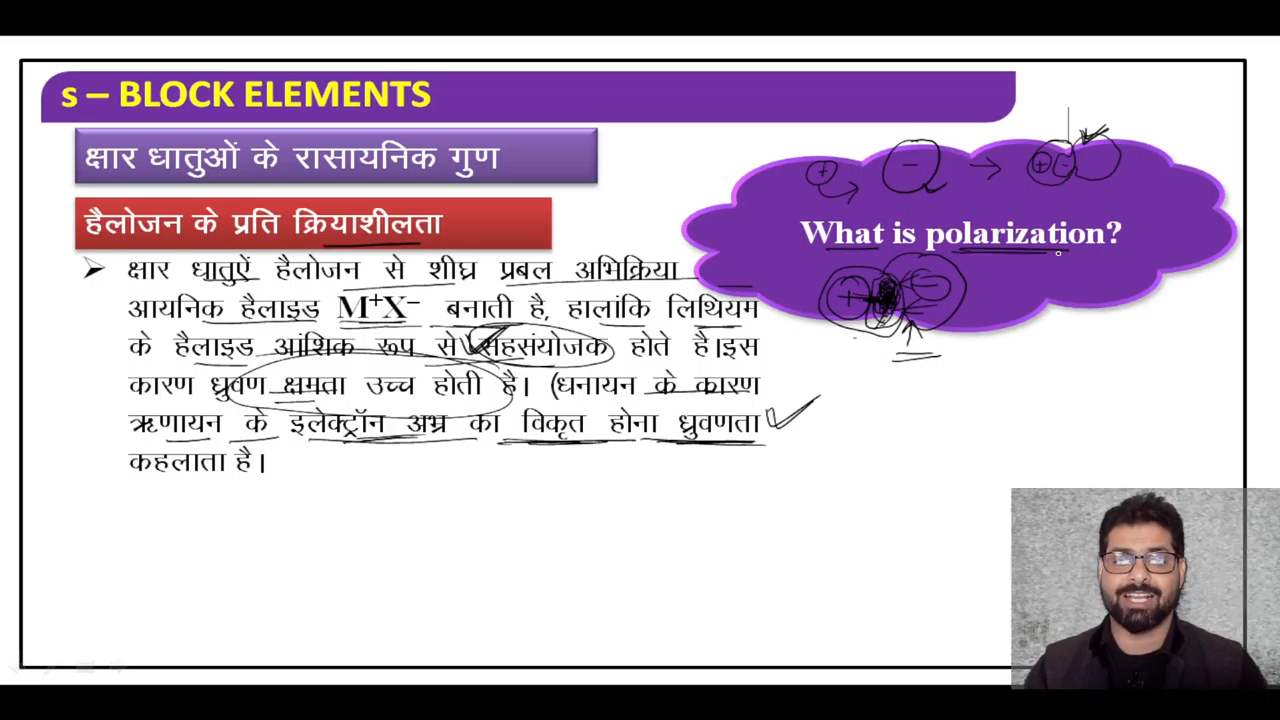 s – BLOCK ELEMENTS
क्षार धातुओं के रासायनिक गुण
हैलोजन के प्रति क्रियाशीलता
What is polarization?
+ − → + −
+ −
➤ क्षार धातुऐं हैलोजन से शीघ्र प्रबल अभिक्रिया
आयनिक हैलाइड M⁺X⁻ बनाती है, हालांकि लिथियम
के हैलाइड आंशिक रूप से सहसंयोजक होते है।इस
कारण ध्रुवण क्षमता उच्च होती है। (धनायन के कारण
ऋणायन के इलेक्ट्रॉन अभ्र का विकृत होना ध्रुवणता
कहलाता है।